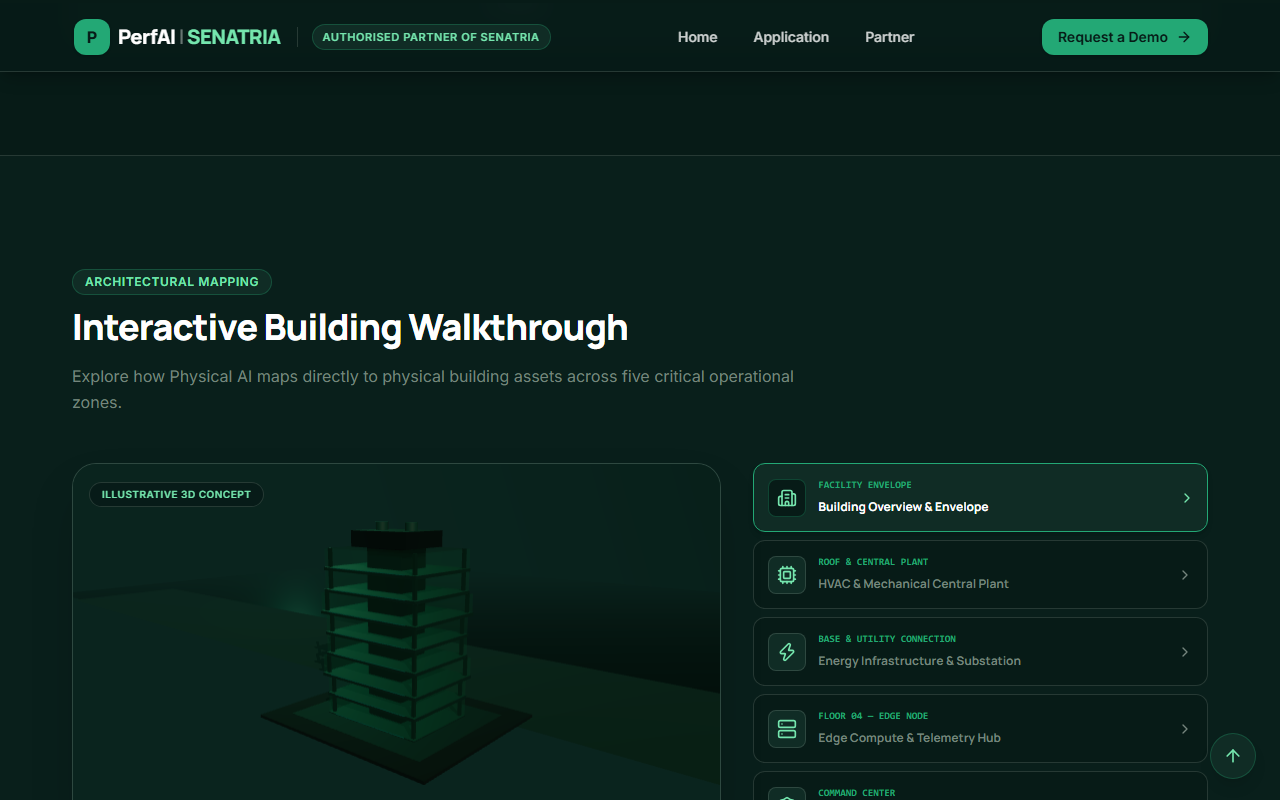 P PerfAI | SENATRIA
AUTHORISED PARTNER OF SENATRIA
Home
Application
Partner
Request a Demo
ARCHITECTURAL MAPPING
Interactive Building Walkthrough
Explore how Physical AI maps directly to physical building assets across five critical operational
zones.
ILLUSTRATIVE 3D CONCEPT
FACILITY ENVELOPE
Building Overview & Envelope
ROOF & CENTRAL PLANT
HVAC & Mechanical Central Plant
BASE & UTILITY CONNECTION
Energy Infrastructure & Substation
FLOOR 04 — EDGE NODE
Edge Compute & Telemetry Hub
COMMAND CENTER